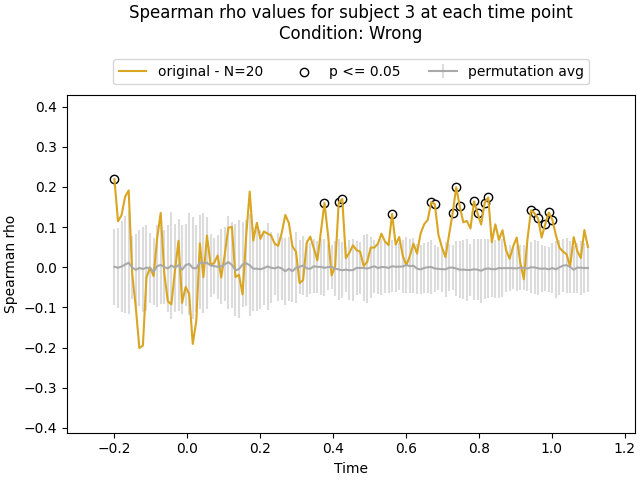 Spearman rho values for subject 3 at each time point
Condition: Wrong
original - N=20
p <= 0.05
permutation avg
Spearman rho
0.4
0.3
0.2
0.1
0.0
−0.1
−0.2
−0.3
−0.4
−0.2
0.0
0.2
0.4
0.6
0.8
1.0
1.2
Time